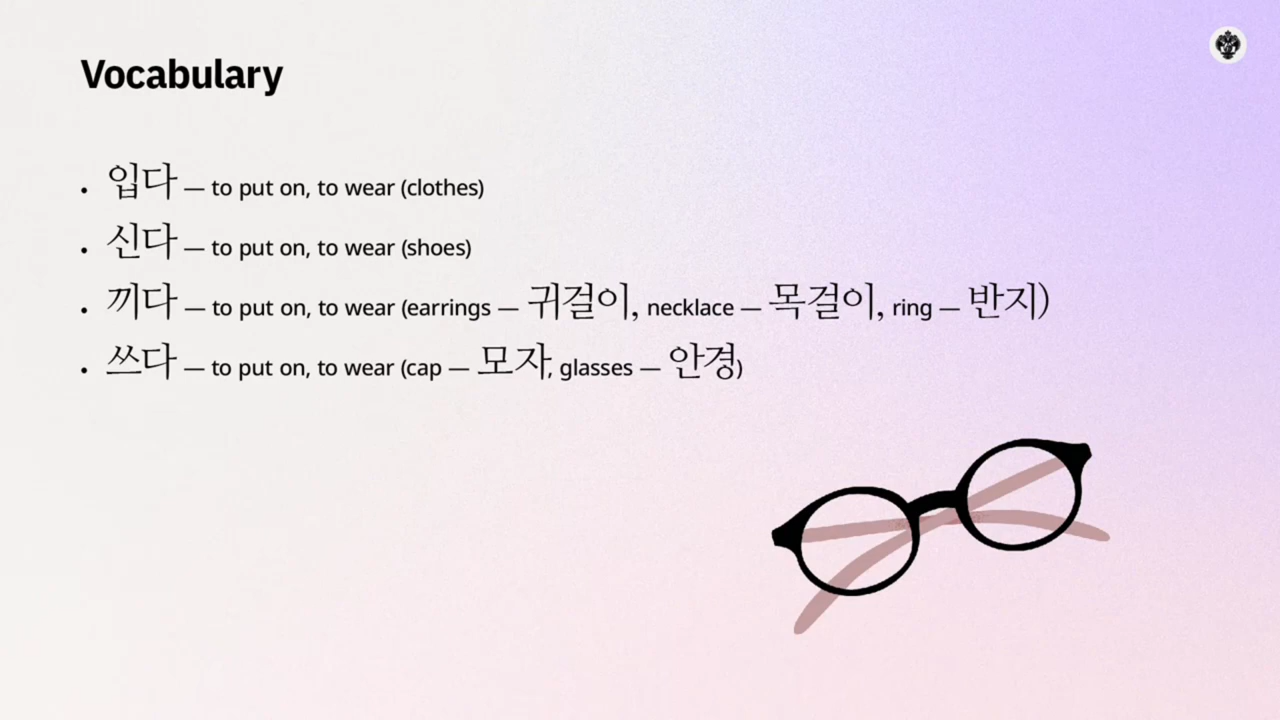 Vocabulary
• 입다 — to put on, to wear (clothes)
• 신다 — to put on, to wear (shoes)
• 끼다 — to put on, to wear (earrings — 귀걸이, necklace — 목걸이, ring — 반지)
• 쓰다 — to put on, to wear (cap — 모자, glasses — 안경)